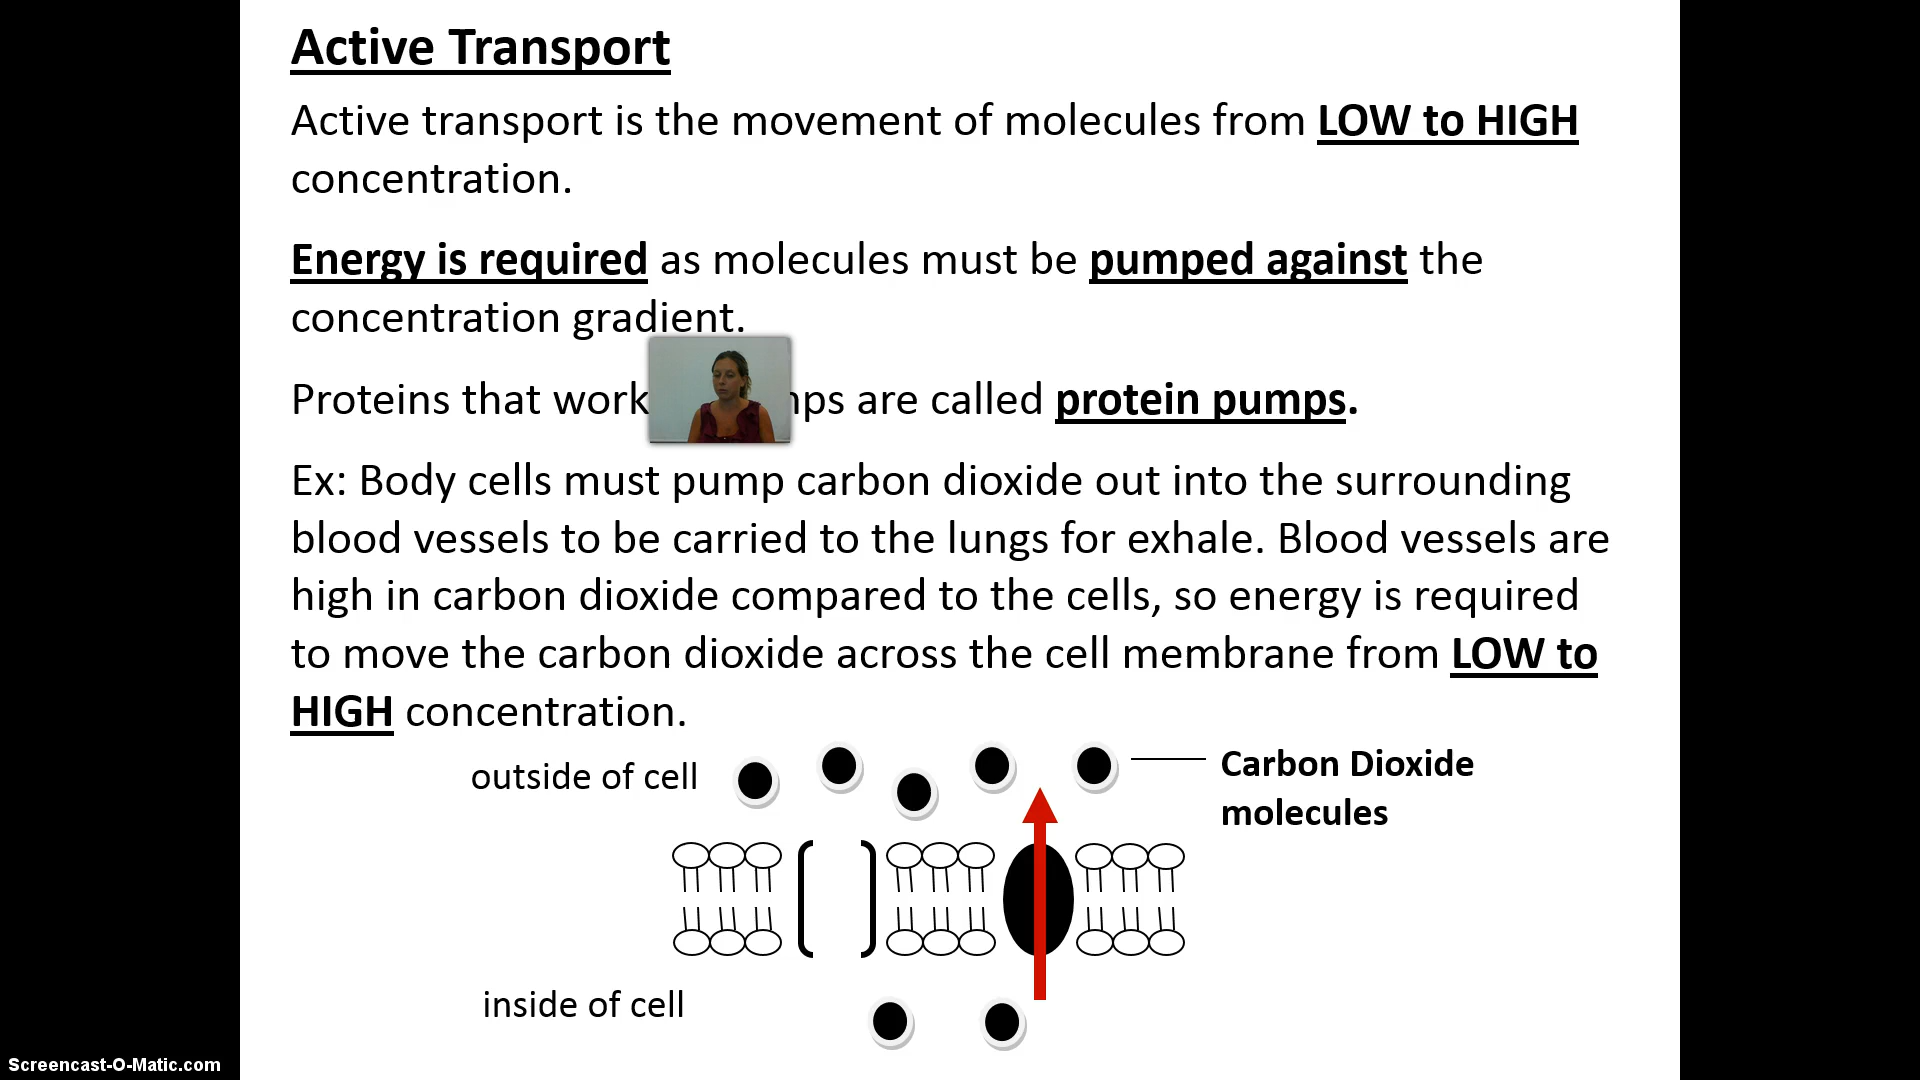 Active Transport
Active transport is the movement of molecules from LOW to HIGH
concentration.
Energy is required as molecules must be pumped against the
concentration gradient.
Proteins that work mps are called protein pumps.
Ex: Body cells must pump carbon dioxide out into the surrounding
blood vessels to be carried to the lungs for exhale. Blood vessels are
high in carbon dioxide compared to the cells, so energy is required
to move the carbon dioxide across the cell membrane from LOW to
HIGH concentration.
outside of cell
Carbon Dioxide
molecules
inside of cell
Screencast-O-Matic.com